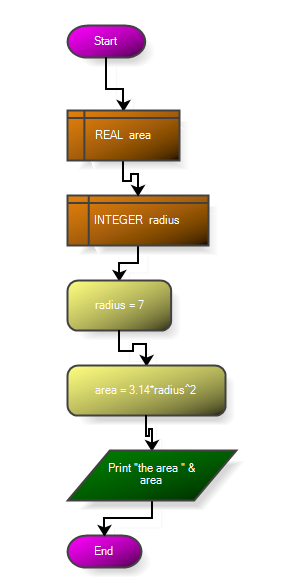 Start
REAL area
INTEGER radius
radius = 7
area = 3.14*radius^2
Print "the area " &
area
End